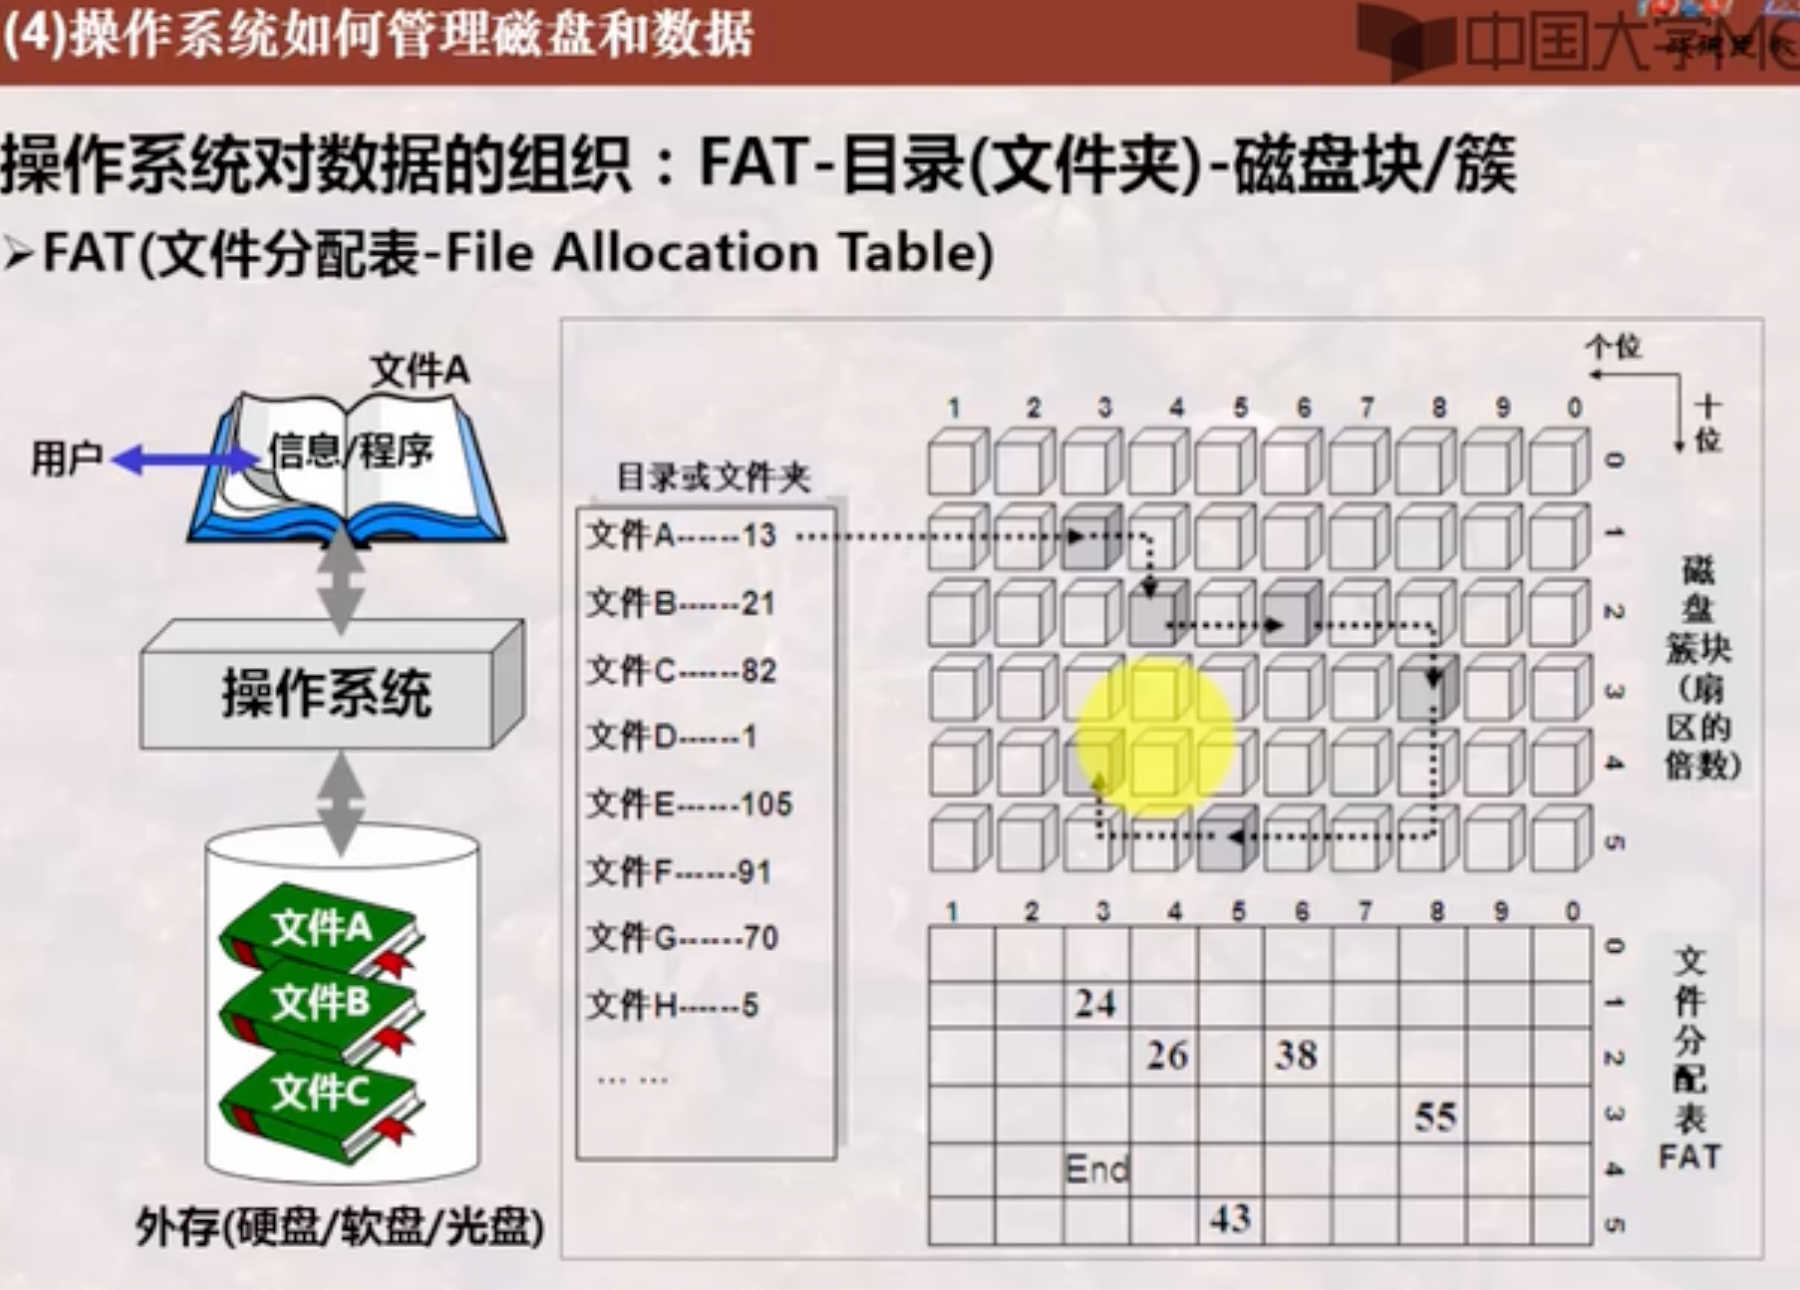 (4)操作系统如何管理磁盘和数据
中国大学M
操作系统对数据的组织：FAT-目录(文件夹)-磁盘块/簇
➢FAT(文件分配表-File Allocation Table)
文件A
用户
信息/程序
操作系统
文件A
文件B
文件C
外存(硬盘/软盘/光盘)
目录或文件夹
文件A------13
文件B------21
文件C------82
文件D------1
文件E------105
文件F------91
文件G------70
文件H------5
... ...
个位
十位
1 2 3 4 5 6 7 8 9 0
0
1
2
3
4
5
磁盘簇块(扇区的倍数)
1 2 3 4 5 6 7 8 9 0
0
24 1
26 38 2
55 3
End 4
43 5
文件分配表FAT